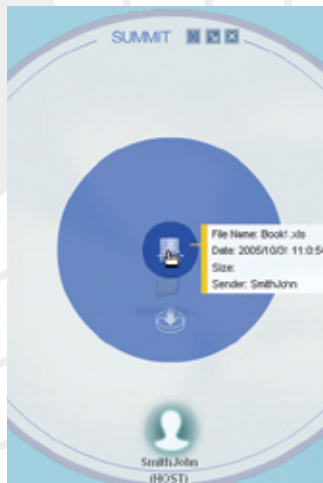 SUMMIT
File Name: Book1.xls
Date: 2005/10/31 11:0:54
Size:
Sender: SmithJohn
SmithJohn
(HOST)